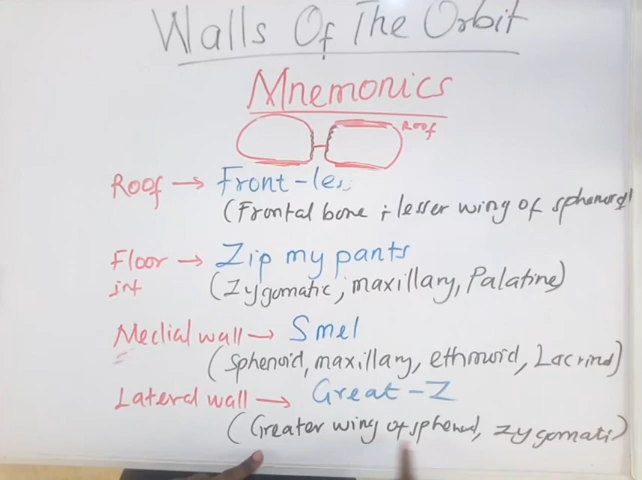 Walls Of The Orbit
Mnemonics
Roof
Roof → Front-les
(Frontal bone + lesser wing of sphenoid)
Floor → Zip my pants
inf (Zygomatic, maxillary, Palatine)
Medial wall → Smel
(Sphenoid, maxillary, ethmoid, Lacrimal)
Lateral wall → Great-Z
(Greater wing of sphenoid, zygomatic)